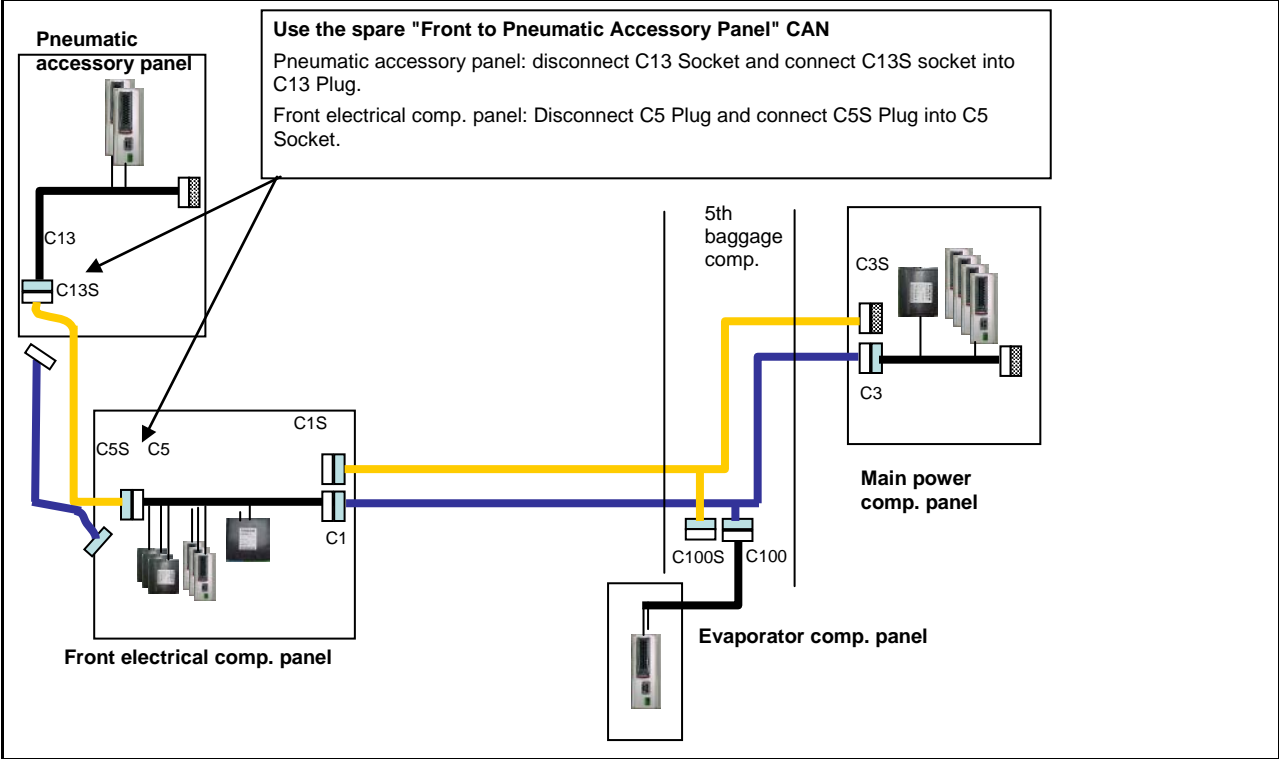 Pneumatic
accessory panel
Use the spare "Front to Pneumatic Accessory Panel" CAN
Pneumatic accessory panel: disconnect C13 Socket and connect C13S socket into
C13 Plug.
Front electrical comp. panel: Disconnect C5 Plug and connect C5S Plug into C5
Socket.
C13
C13S
5th
baggage
comp.
C3S
C3
C1S
C5S C5
C1
Main power
comp. panel
C100S C100
Evaporator comp. panel
Front electrical comp. panel